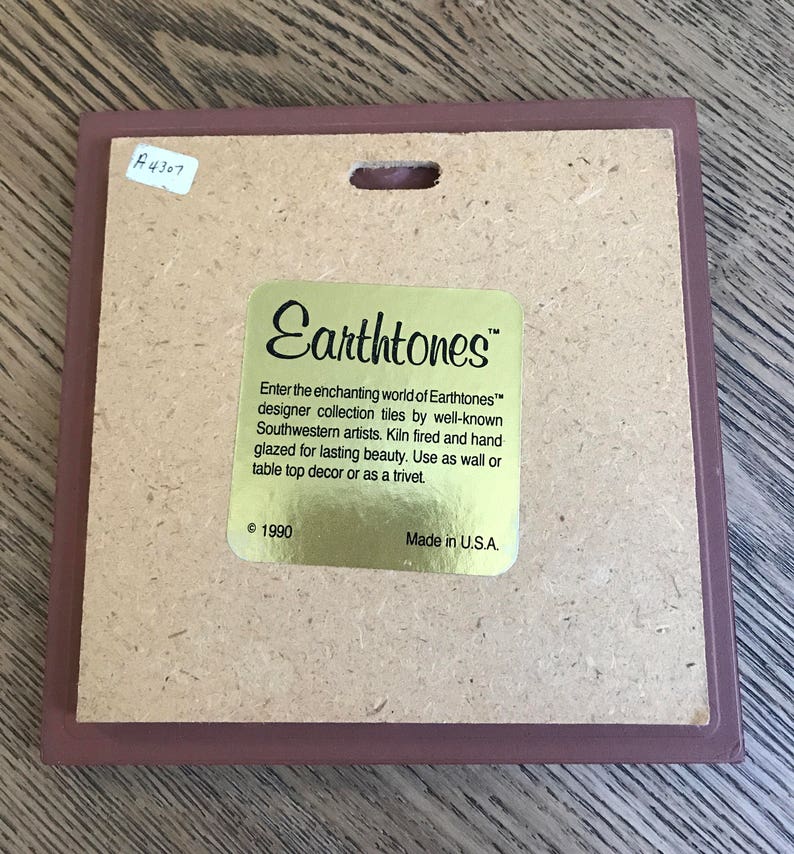 A4307
Earthtones™
Enter the enchanting world of Earthtones™
designer collection tiles by well-known
Southwestern artists. Kiln fired and hand
glazed for lasting beauty. Use as wall or
table top decor or as a trivet.
© 1990 Made in U.S.A.